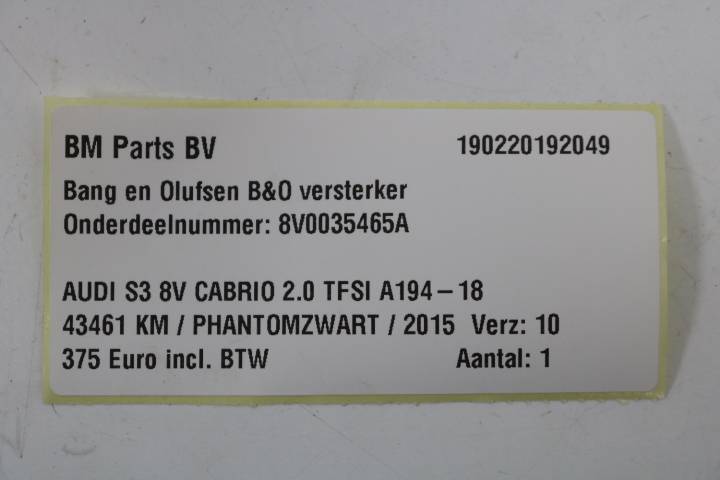 BM Parts BV 190220192049
Bang en Olufsen B&O versterker
Onderdeelnummer: 8V0035465A
AUDI S3 8V CABRIO 2.0 TFSI A194-18
43461 KM / PHANTOMZWART / 2015 Verz: 10
375 Euro incl. BTW Aantal: 1